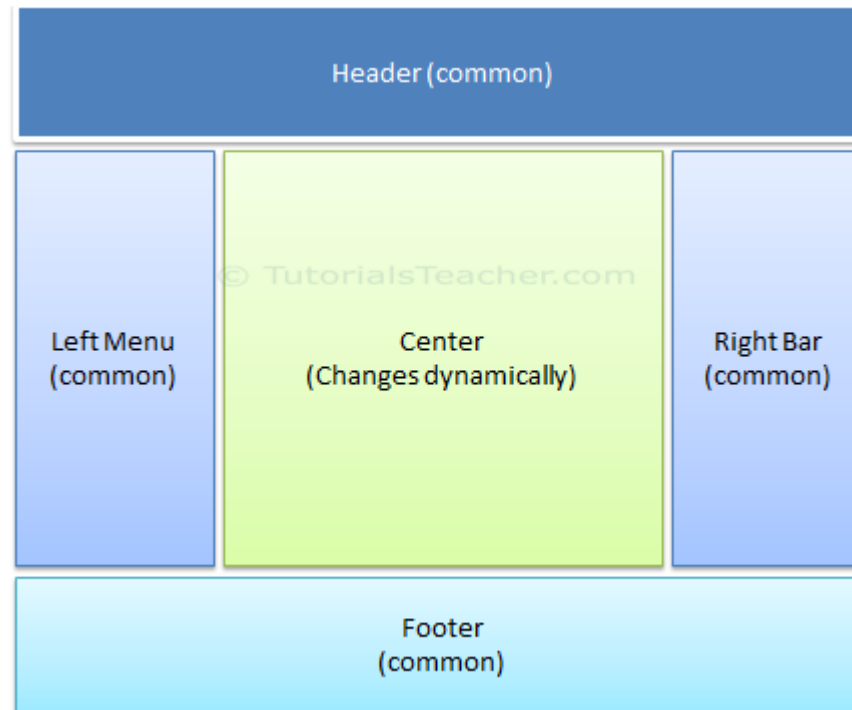 Header (common)
© TutorialsTeacher.com
Left Menu
(common)
Center
(Changes dynamically)
Right Bar
(common)
Footer
(common)